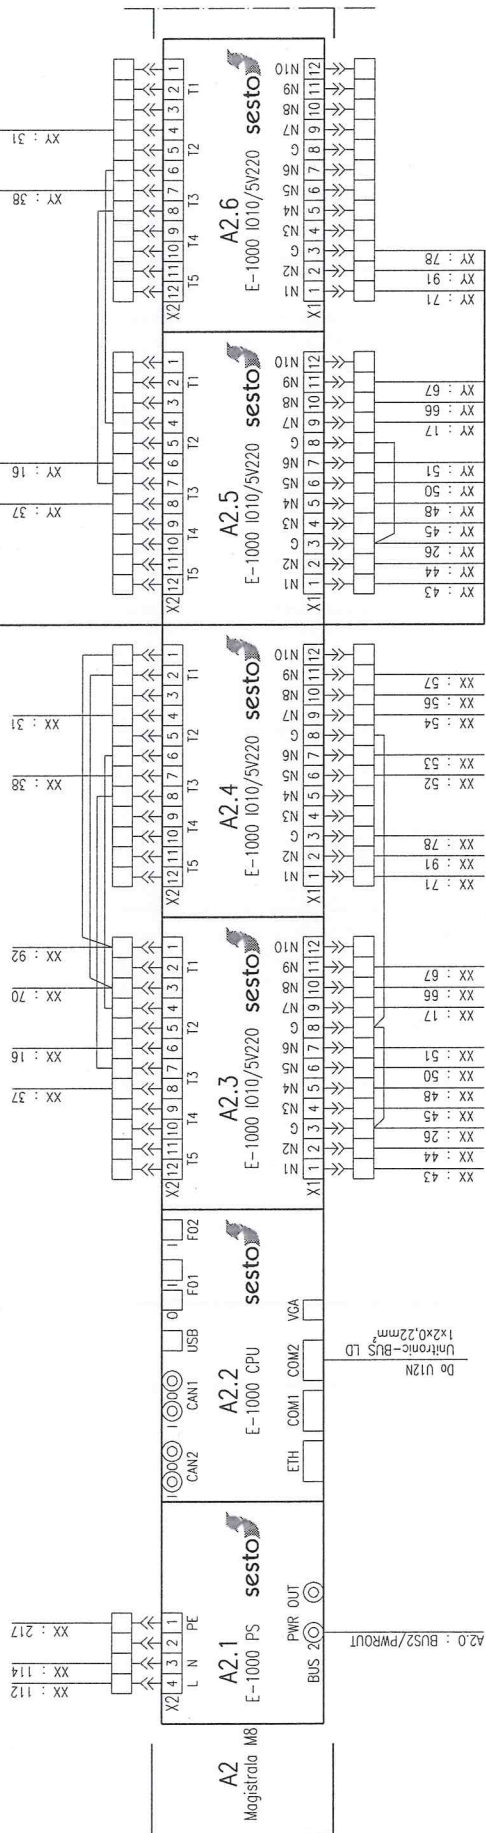 A2
Magistrala M8
A2.1
E-1000 PS
sesto
X2
4 3 2 1
L N PE
XX : 112
XX : 114
XX : 217
BUS 2
PWR OUT
A2.0 : BUS2/PWROUT
A2.2
E-1000 CPU
sesto
CAN2
CAN1
USB
FO1
FO2
I O
I O
O I
I
ETH
COM1
COM2
VGA
Do U12N
Unitronic-BUS LD
1x2x0,22mm²
A2.3
E-1000 IO10/5V220
sesto
X2
12 11 10 9 8 7 6 5 4 3 2 1
T5 T4 T3 T2 T1
XX : 37
XX : 16
XX : 70
XX : 92
X1
1 2 3 4 5 6 7 8 9 10 11 12
N1 N2 G N3 N4 N5 N6 G N7 N8 N9 N10
XX : 43
XX : 44
XX : 26
XX : 45
XX : 48
XX : 50
XX : 51
XX : 17
XX : 66
XX : 67
A2.4
E-1000 IO10/5V220
sesto
X2
12 11 10 9 8 7 6 5 4 3 2 1
T5 T4 T3 T2 T1
XX : 38
XX : 31
X1
1 2 3 4 5 6 7 8 9 10 11 12
N1 N2 G N3 N4 N5 N6 G N7 N8 N9 N10
XX : 71
XX : 91
XX : 78
XX : 52
XX : 53
XX : 54
XX : 56
XX : 57
A2.5
E-1000 IO10/5V220
sesto
X2
12 11 10 9 8 7 6 5 4 3 2 1
T5 T4 T3 T2 T1
XY : 37
XY : 16
X1
1 2 3 4 5 6 7 8 9 10 11 12
N1 N2 G N3 N4 N5 N6 G N7 N8 N9 N10
XY : 43
XY : 44
XY : 26
XY : 45
XY : 48
XY : 50
XY : 51
XY : 17
XY : 66
XY : 67
A2.6
E-1000 IO10/5V220
sesto
X2
12 11 10 9 8 7 6 5 4 3 2 1
T5 T4 T3 T2 T1
XY : 38
XY : 31
X1
1 2 3 4 5 6 7 8 9 10 11 12
N1 N2 G N3 N4 N5 N6 G N7 N8 N9 N10
XY : 71
XY : 91
XY : 78